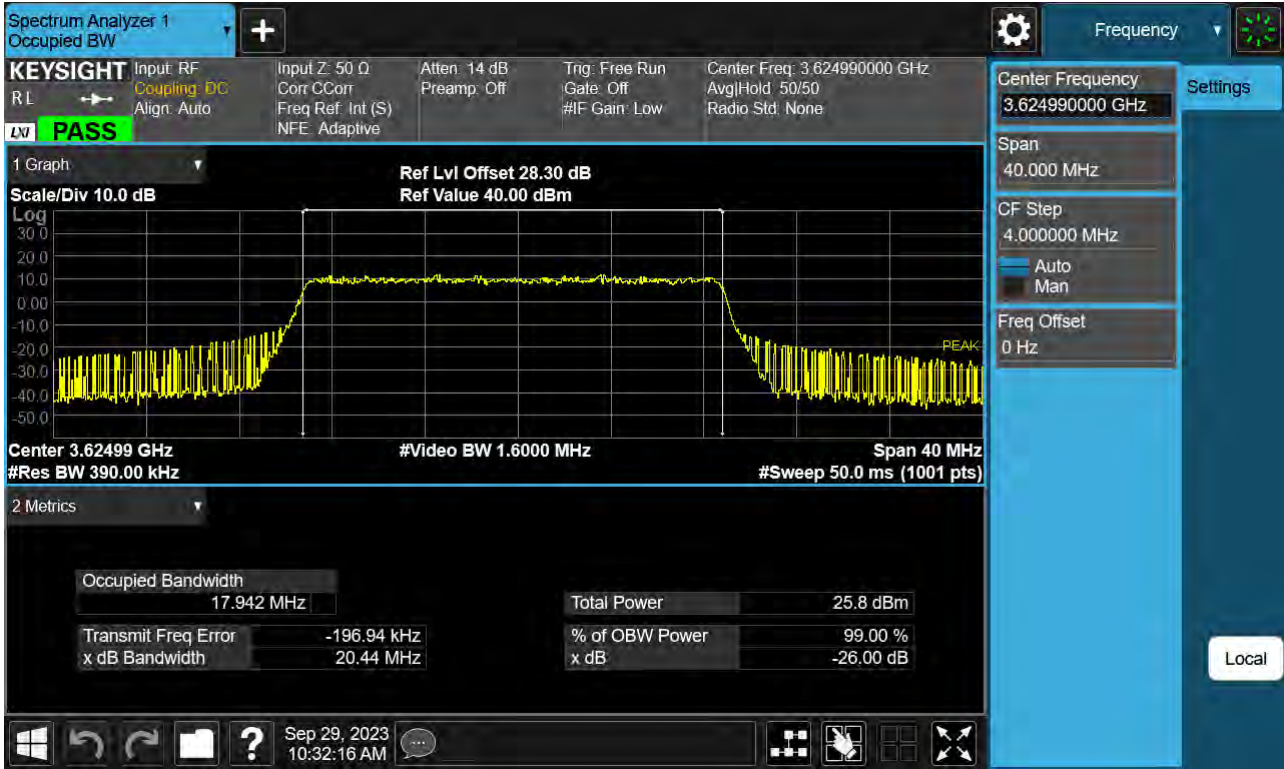 Spectrum Analyzer 1
Occupied BW
Frequency
KEYSIGHT
R L
LXI
PASS
Input: RF
Coupling: DC
Align: Auto
Input Z: 50 Ω
Corr CCorr
Freq Ref: Int (S)
NFE: Adaptive
Atten: 14 dB
Preamp: Off
Trig: Free Run
Gate: Off
#IF Gain: Low
Center Freq: 3.624990000 GHz
Avg|Hold: 50/50
Radio Std: None
Center Frequency
3.624990000 GHz
Settings
Span
40.000 MHz
CF Step
4.000000 MHz
Auto
Man
Freq Offset
0 Hz
Local
1 Graph
Scale/Div 10.0 dB
Ref Lvl Offset 28.30 dB
Ref Value 40.00 dBm
Log
30.0
20.0
10.0
0.00
-10.0
-20.0
-30.0
-40.0
-50.0
PEAK
Center 3.62499 GHz
#Video BW 1.6000 MHz
Span 40 MHz
#Res BW 390.00 kHz
#Sweep 50.0 ms (1001 pts)
2 Metrics
Occupied Bandwidth
17.942 MHz
Total Power 25.8 dBm
Transmit Freq Error -196.94 kHz
% of OBW Power 99.00 %
x dB Bandwidth 20.44 MHz
x dB -26.00 dB
?
Sep 29, 2023
10:32:16 AM